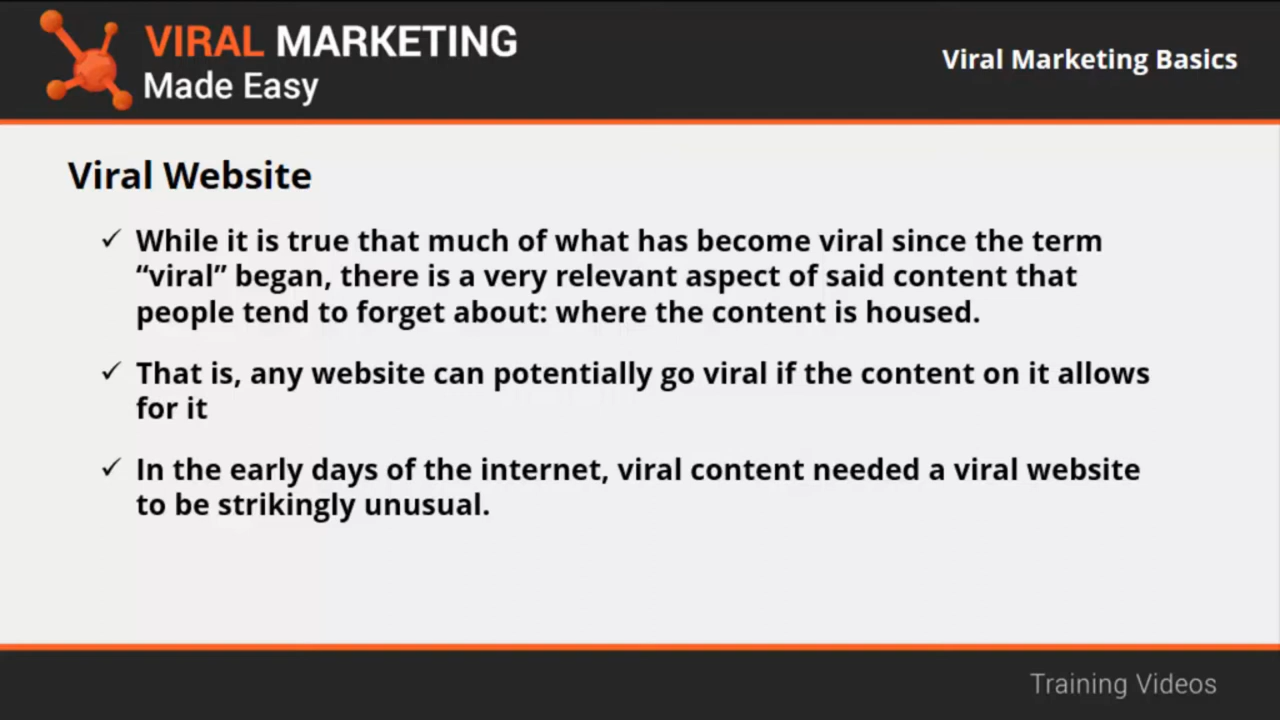 VIRAL MARKETING
Made Easy
Viral Marketing Basics
Viral Website
✓ While it is true that much of what has become viral since the term
“viral” began, there is a very relevant aspect of said content that
people tend to forget about: where the content is housed.
✓ That is, any website can potentially go viral if the content on it allows
for it
✓ In the early days of the internet, viral content needed a viral website
to be strikingly unusual.
Training Videos